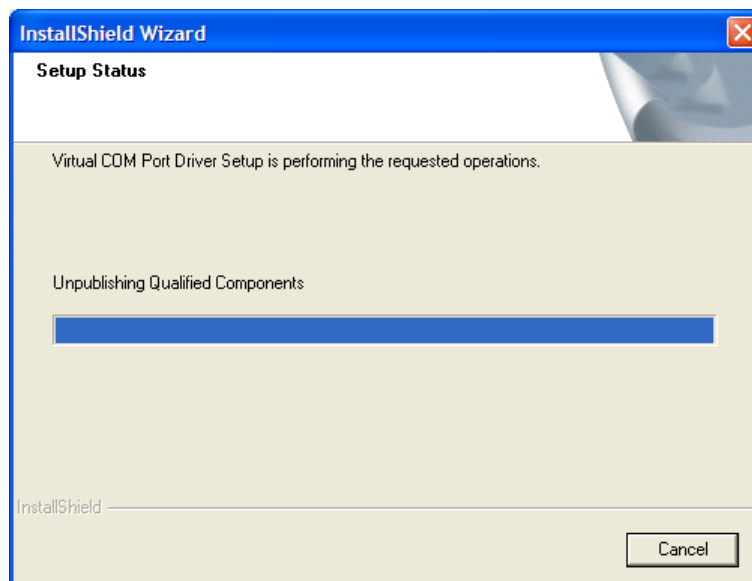 InstallShield Wizard
Setup Status
Virtual COM Port Driver Setup is performing the requested operations.
Unpublishing Qualified Components
InstallShield
Cancel